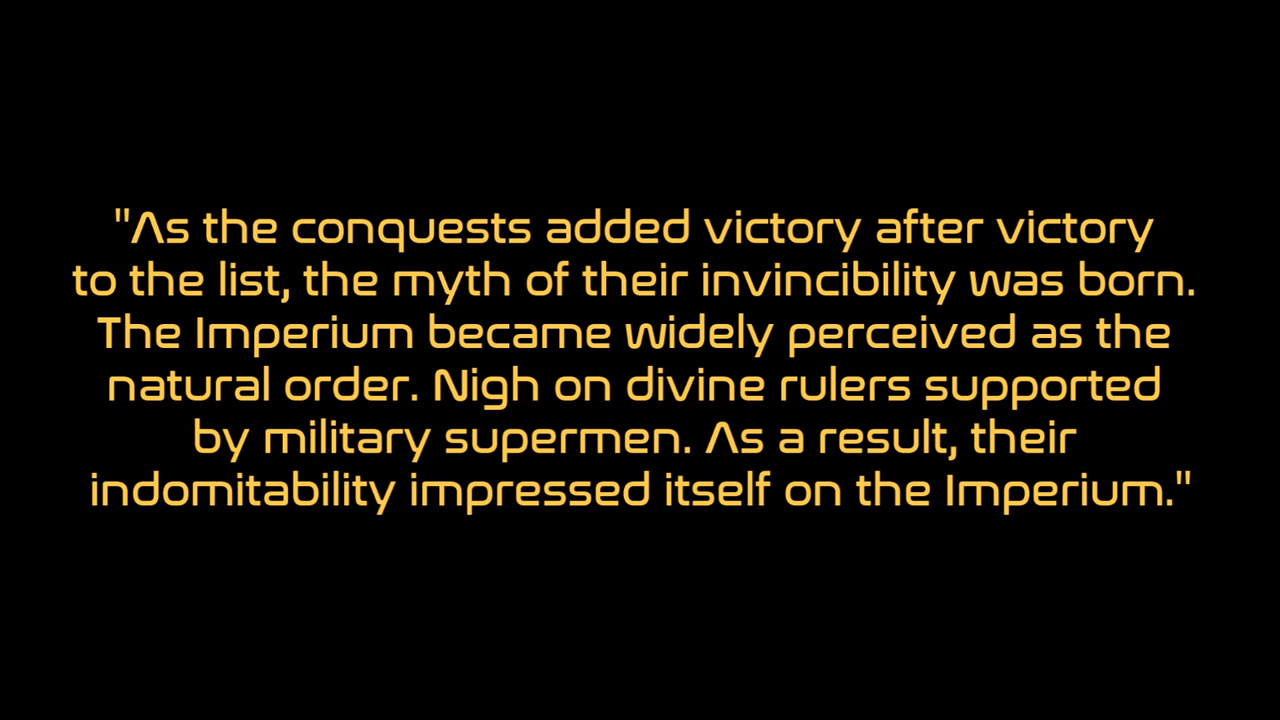 "As the conquests added victory after victory
to the list, the myth of their invincibility was born.
The Imperium became widely perceived as the
natural order. Nigh on divine rulers supported
by military supermen. As a result, their
indomitability impressed itself on the Imperium."